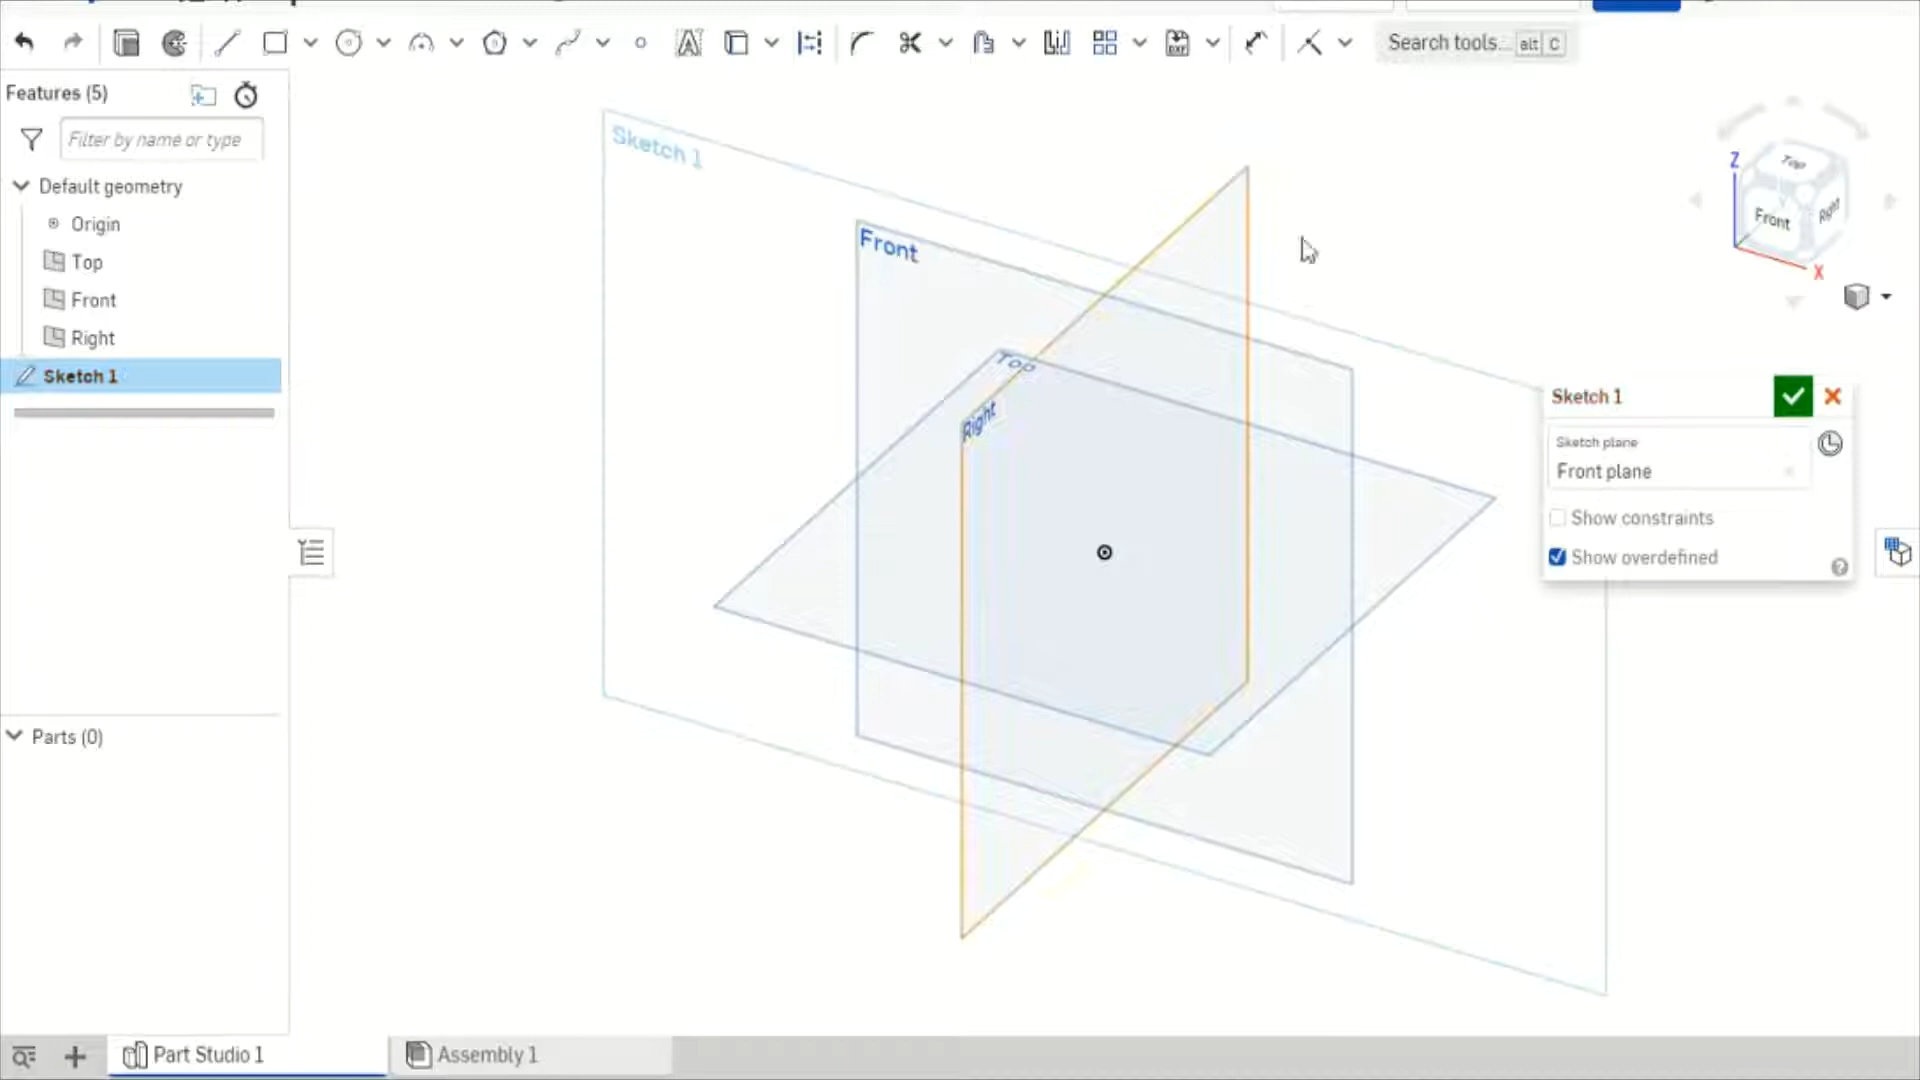 Search tools... alt C
Features (5)
Filter by name or type
Default geometry
Origin
Top
Front
Right
Sketch 1
Parts (0)
Sketch 1
Front
Top
Right
Z
Top
Front
Right
X
Sketch 1
Sketch plane
Front plane
Show constraints
Show overdefined
Part Studio 1
Assembly 1